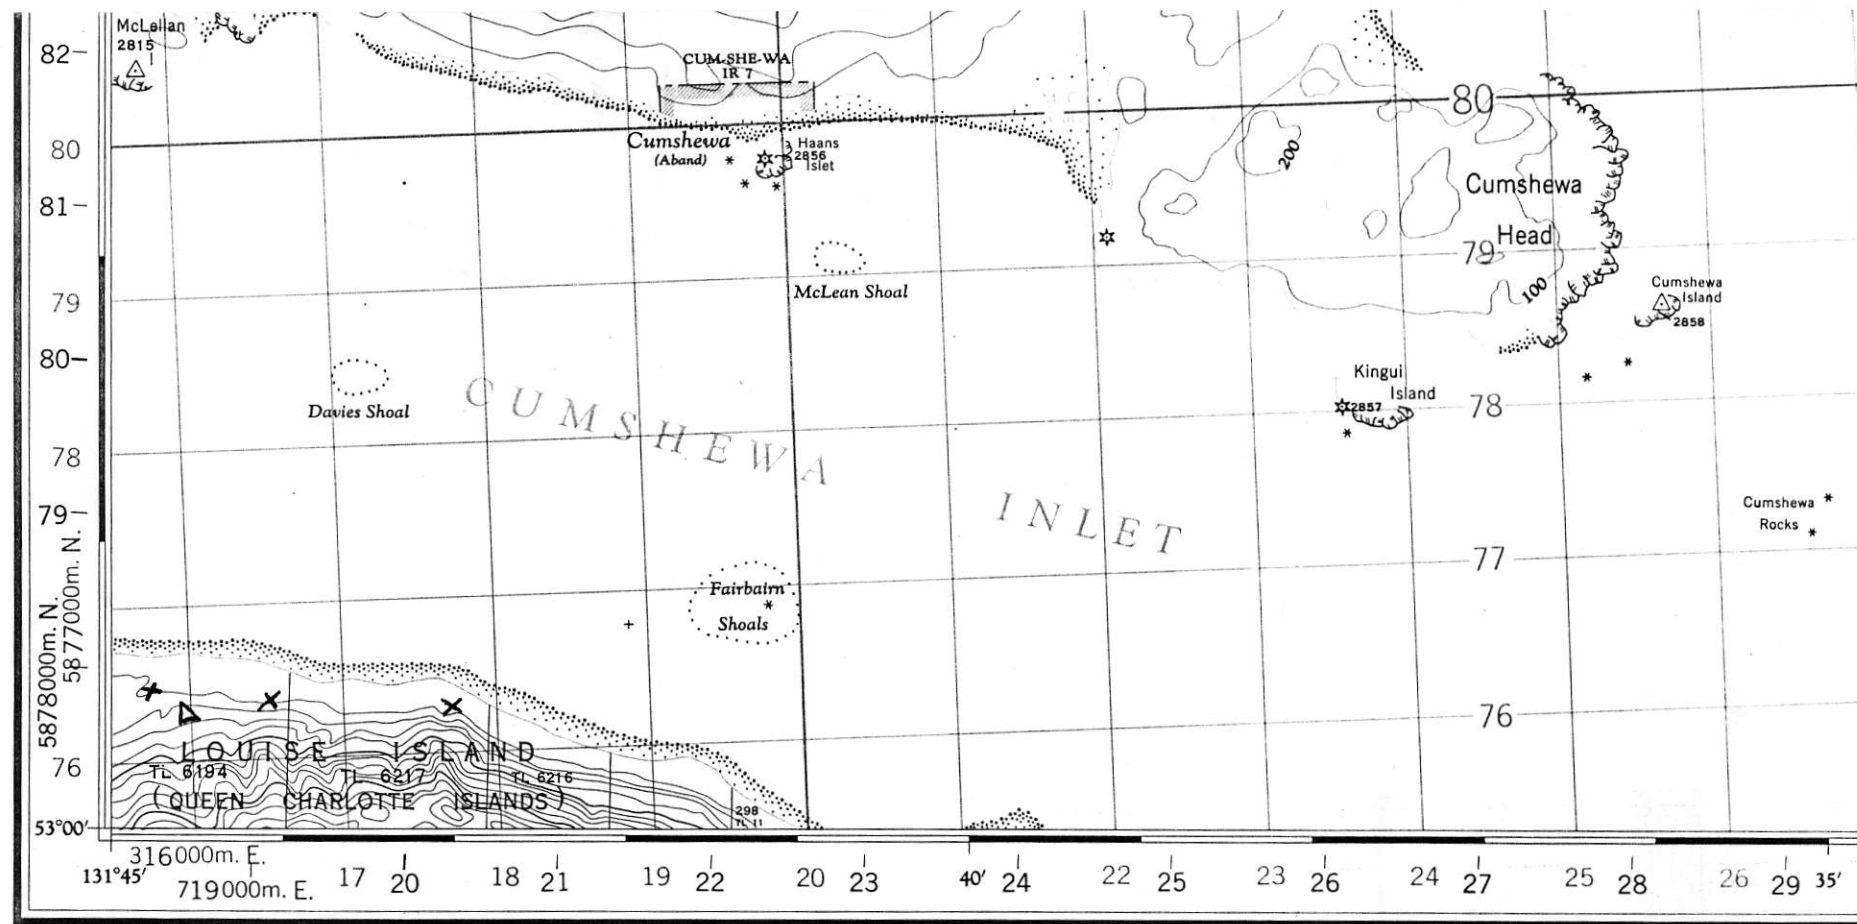 McLellan
2815
82
CUM-SHE-WA
IR 7
80
80
Cumshewa
(Aband)
Haans
2856
Islet
200
Cumshewa
Head
81
79
79
McLean Shoal
100
Cumshewa
Island
2858
80
Davies Shoal
Kingui
Island
2857
78
78
CUMSHEWA
INLET
79
Cumshewa
Rocks
77
5877000m. N.
5878000m. N.
Fairbairn
Shoals
76
76
LOUISE ISLAND
TL 6194
TL 6217
TL 6216
(QUEEN CHARLOTTE ISLANDS)
298
53°00′
316000m. E.
131°45′
719000m. E.
17 20 18 21 19 22 20 23 40′ 24 22 25 23 26 24 27 25 28 26 29 35′